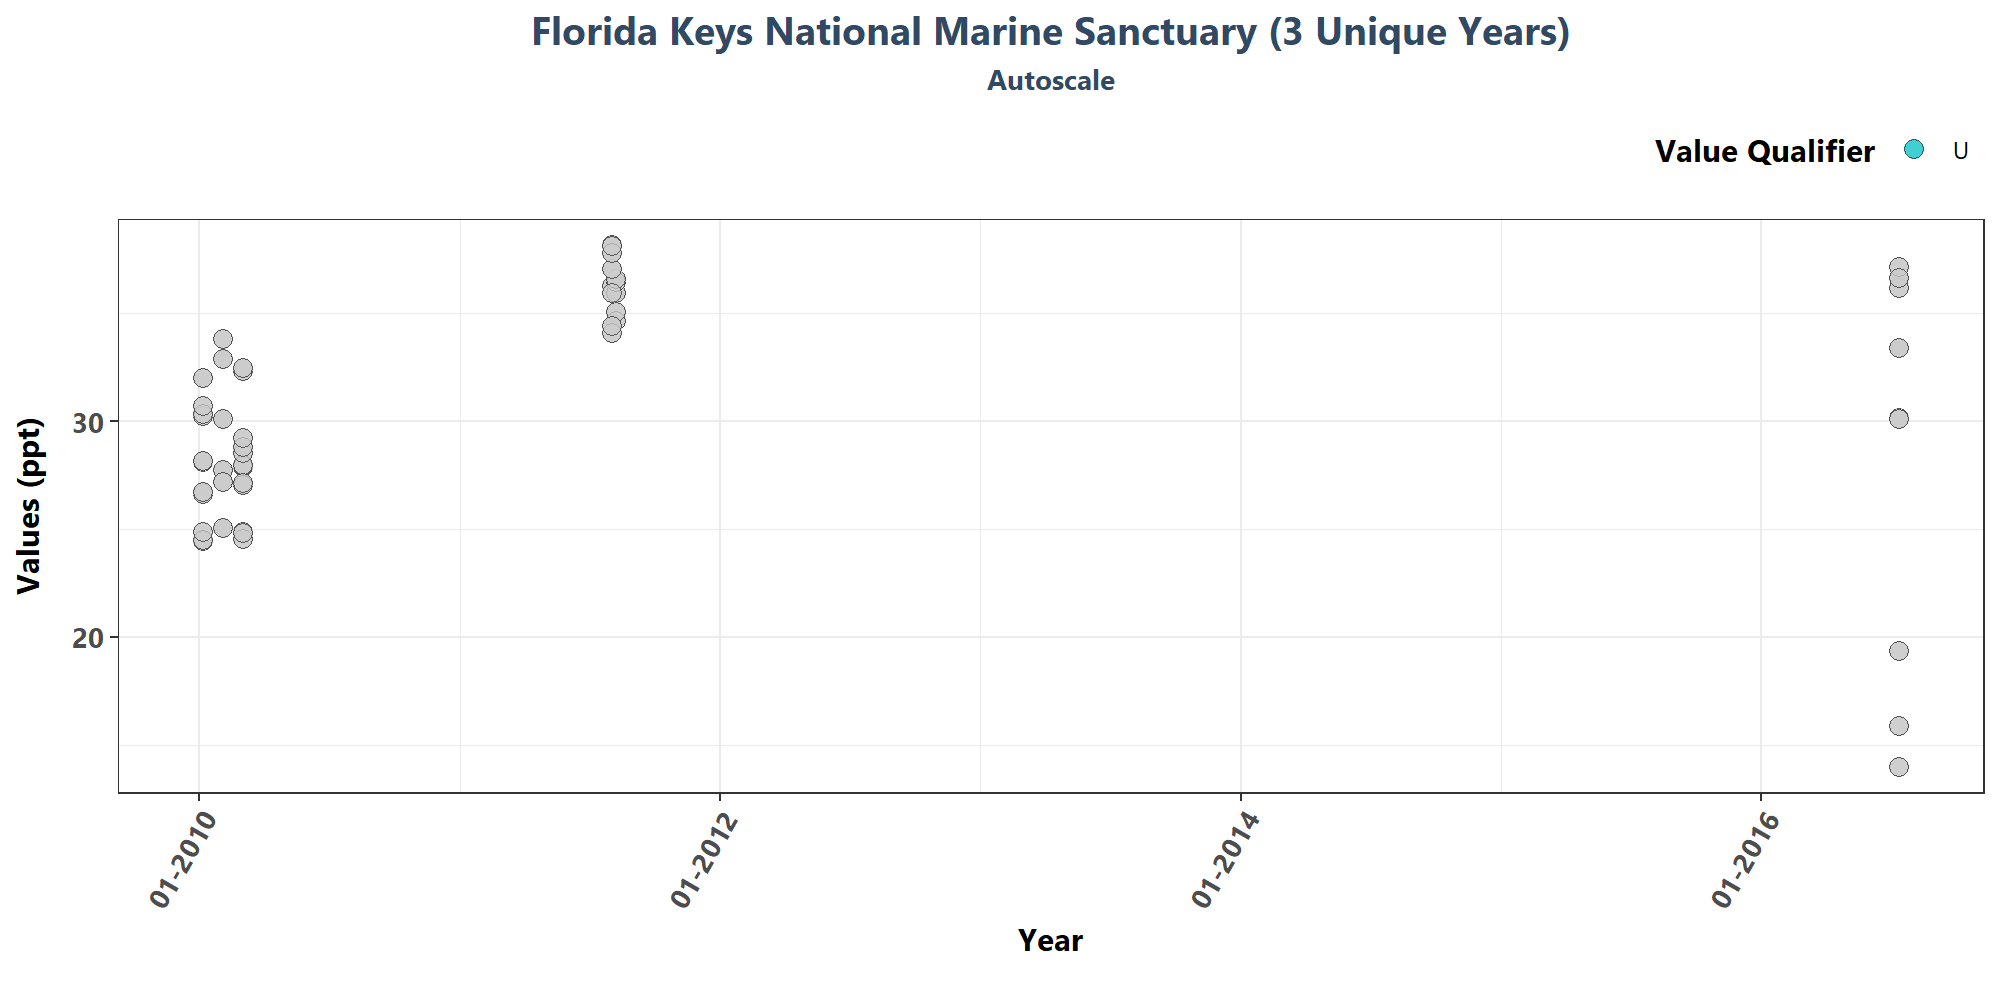 Florida Keys National Marine Sanctuary (3 Unique Years)
Autoscale
Value Qualifier U
Values (ppt)
30
20
01-2010 01-2012 01-2014 01-2016
Year